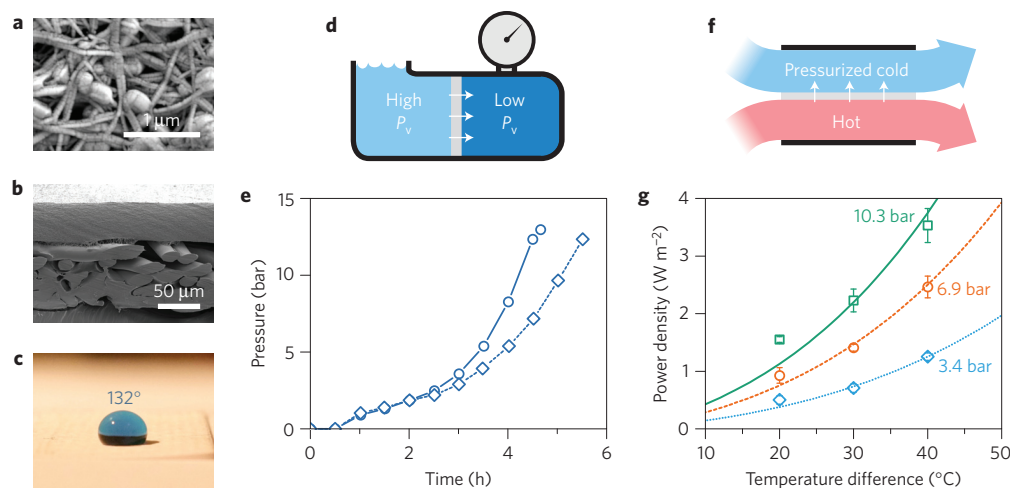 a
1 µm
b
50 µm
c
132°
d
High
Pv
Low
Pv
e
15
10
5
0
Pressure (bar)
0
2
4
6
Time (h)
f
Pressurized cold
Hot
g
4
3
2
1
0
Power density (W m−2)
10.3 bar
6.9 bar
3.4 bar
10
20
30
40
50
Temperature difference (°C)